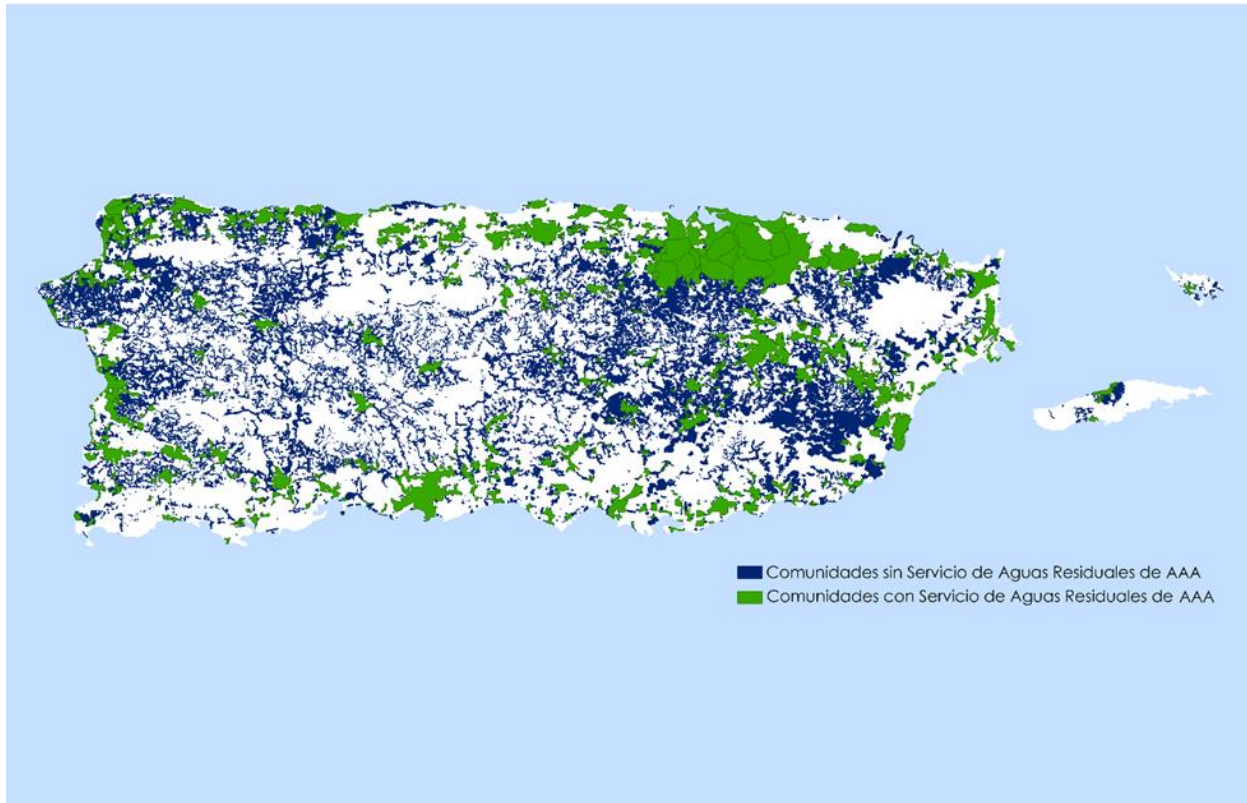 Comunidades sin Servicio de Aguas Residuales de AAA
Comunidades con Servicio de Aguas Residuales de AAA